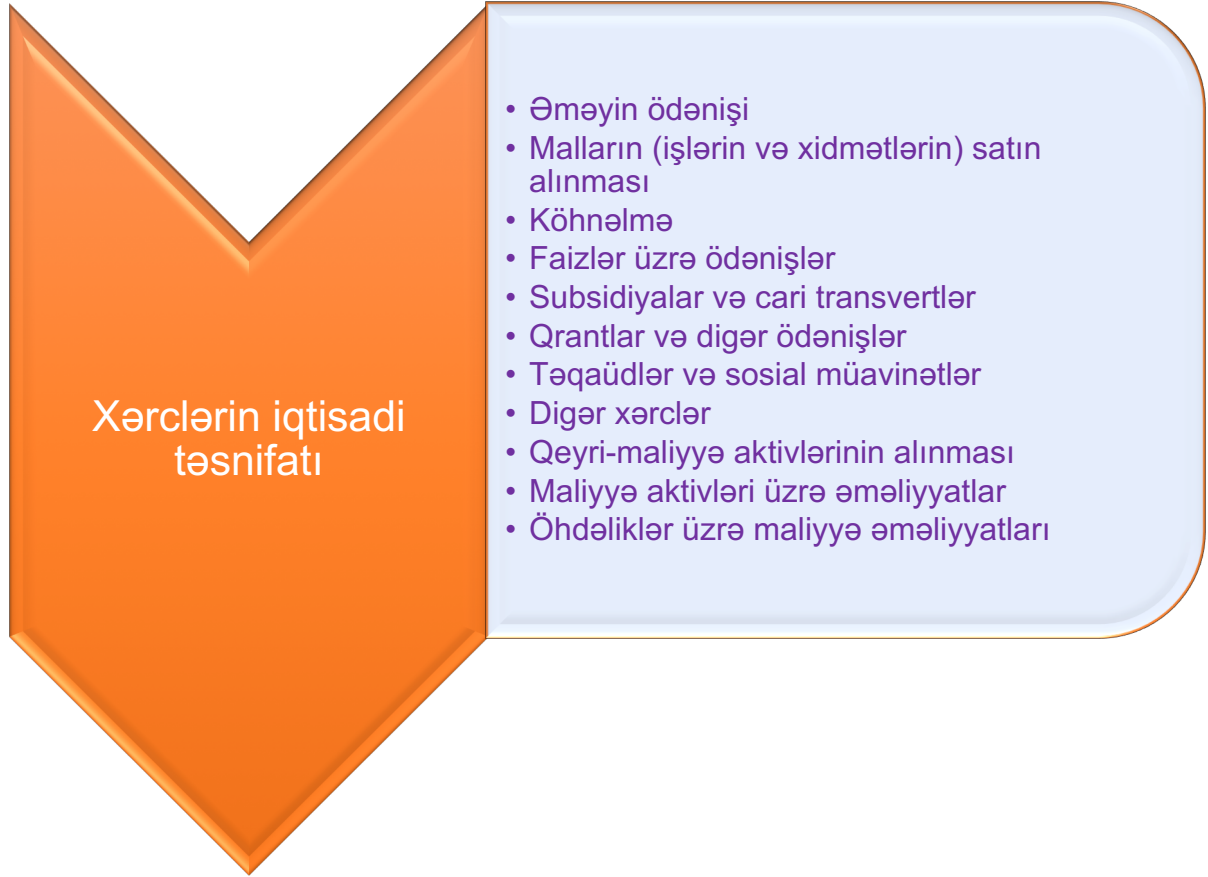 Xərclərin iqtisadi
təsnifatı
• Əməyin ödənişi
• Malların (işlərin və xidmətlərin) satın
alınması
• Köhnəlmə
• Faizlər üzrə ödənişlər
• Subsidiyalar və cari transvertlər
• Qrantlar və digər ödənişlər
• Təqaüdlər və sosial müavinətlər
• Digər xərclər
• Qeyri-maliyyə aktivlərinin alınması
• Maliyyə aktivləri üzrə əməliyyatlar
• Öhdəliklər üzrə maliyyə əməliyyatları